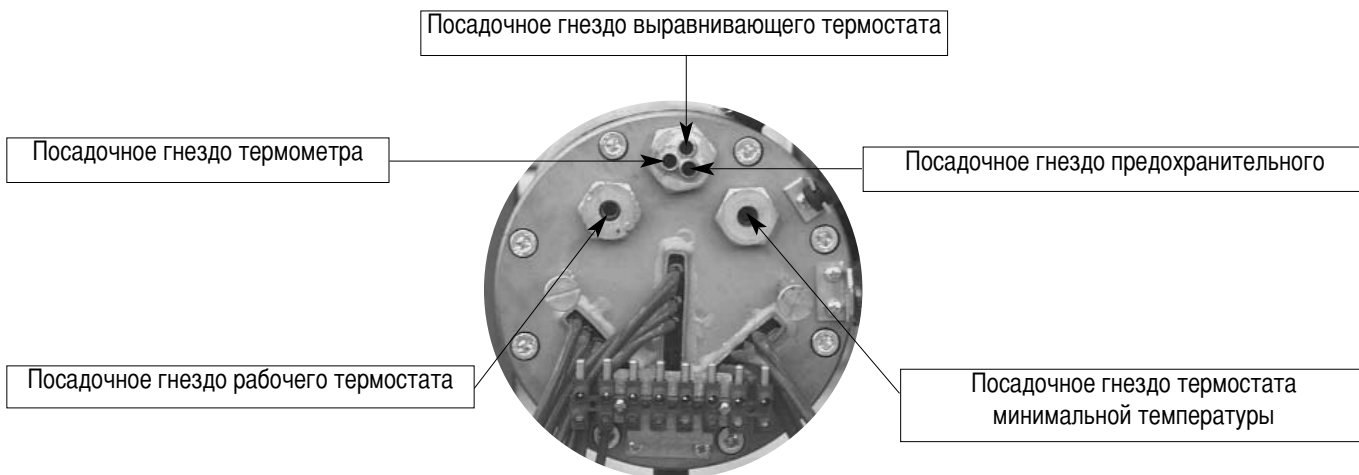 Посадочное гнездо выравнивающего термостата
Посадочное гнездо термометра
Посадочное гнездо предохранительного
Посадочное гнездо рабочего термостата
Посадочное гнездо термостата
минимальной температуры